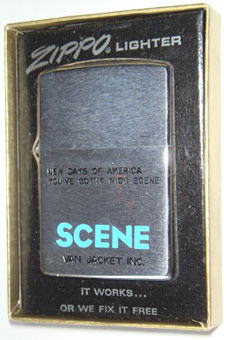 ZIPPO LIGHTER
NEW DAYS OF AMERICA
YOU'VE GOT IT WITH SCENE
SCENE
VAN JACKET INC.
IT WORKS...
OR WE FIX IT FREE